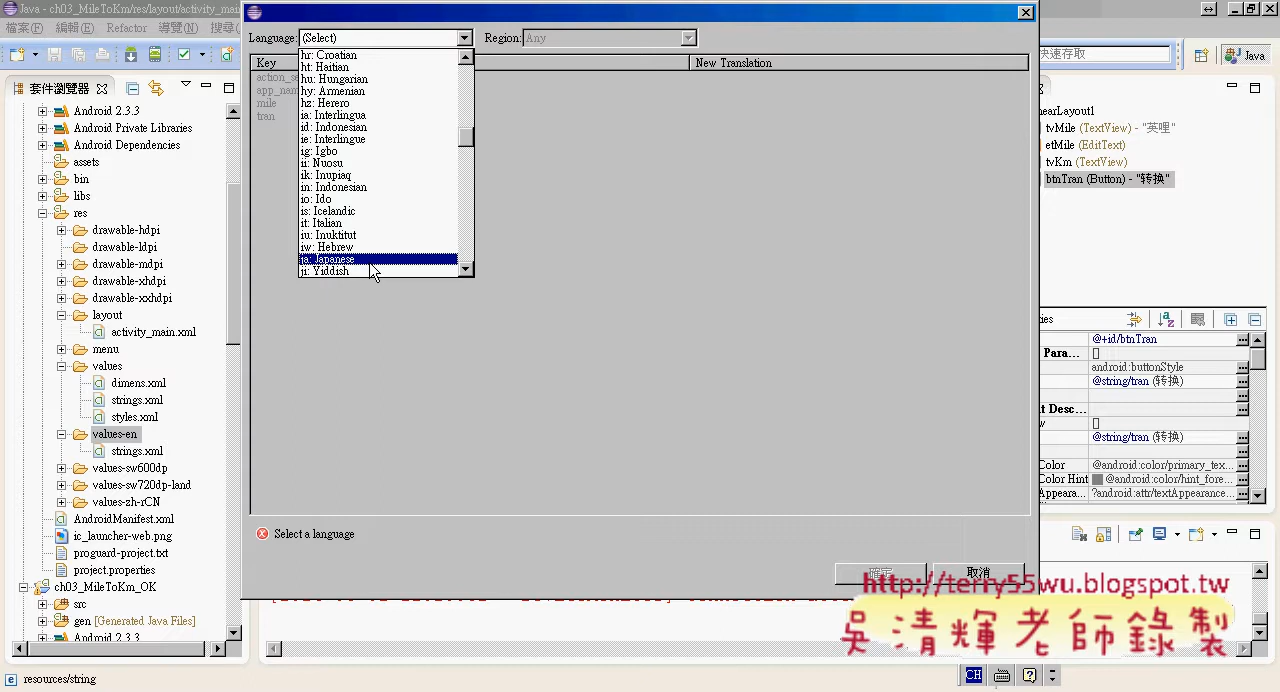 Java - ch03_MileToKm/res/layout/activity_main
檔案(F) 編輯(E) Refactor 導覽(N) 搜尋(
快速存取
Java
套件瀏覽器
Android 2.3.3
Android Private Libraries
Android Dependencies
assets
bin
libs
res
drawable-hdpi
drawable-ldpi
drawable-mdpi
drawable-xhdpi
drawable-xxhdpi
layout
activity_main.xml
menu
values
dimens.xml
strings.xml
styles.xml
values-en
strings.xml
values-sw600dp
values-sw720dp-land
values-zh-rCN
AndroidManifest.xml
ic_launcher-web.png
proguard-project.txt
project.properties
ch03_MileToKm_OK
src
gen [Generated Java Files]
Android 2.3.3
resources/string
Language: (Select)
Region: Any
Key
New Translation
action_se
app_nam
mile
tran
hr: Croatian
ht: Haitian
hu: Hungarian
hy: Armenian
hz: Herero
ia: Interlingua
id: Indonesian
ie: Interlingue
ig: Igbo
ii: Nuosu
ik: Inupiaq
in: Indonesian
io: Ido
is: Icelandic
it: Italian
iu: Inuktitut
iw: Hebrew
ja: Japanese
ji: Yiddish
Select a language
確定
取消
nearLayout1
tvMile (TextView) - "英哩"
etMile (EditText)
tvKm (TextView)
btnTran (Button) - "转换"
ies
@+id/btnTran
Para... []
android:buttonStyle
@string/tran (转换)
t Desc...
w []
@string/tran (转换)
Color @android:color/primary_tex...
Color Hint @android:color/hint_fore...
Appeara... ?android:attr/textAppearance...
http://terry55wu.blogspot.tw
吳清輝老師錄製
CH